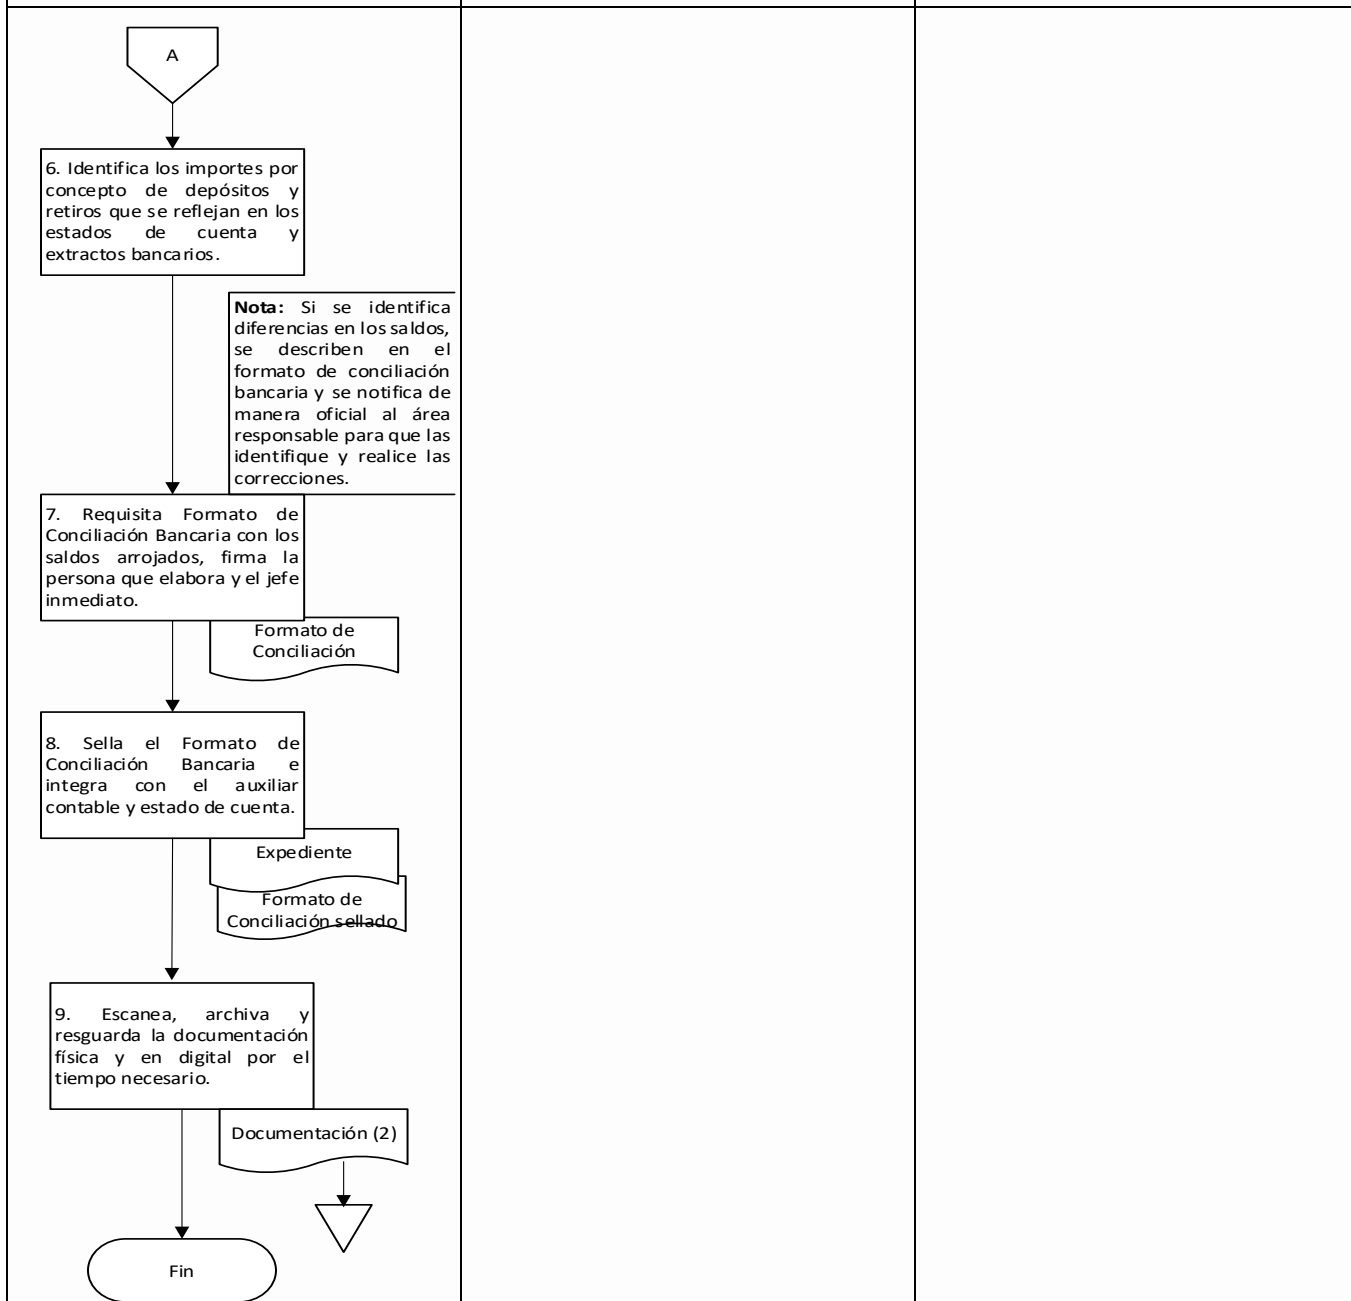 A
6. Identifica los importes por
concepto de depósitos y
retiros que se reflejan en los
estados de cuenta y
extractos bancarios.
Nota: Si se identifica
diferencias en los saldos,
se describen en el
formato de conciliación
bancaria y se notifica de
manera oficial al área
responsable para que las
identifique y realice las
correcciones.
7. Requisita Formato de
Conciliación Bancaria con los
saldos arrojados, firma la
persona que elabora y el jefe
inmediato.
Formato de
Conciliación
8. Sella el Formato de
Conciliación Bancaria e
integra con el auxiliar
contable y estado de cuenta.
Expediente
Formato de
Conciliación sellado
9. Escanea, archiva y
resguarda la documentación
física y en digital por el
tiempo necesario.
Documentación (2)
Fin